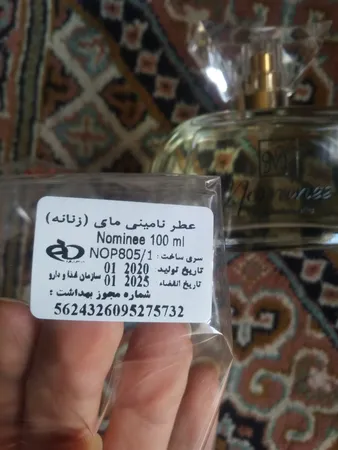 عطر نامینی مای (زنانه)
Nominee 100 ml
سری ساخت : NOP805/1
تاریخ تولید 2020 01
تاریخ انقضاء 2025 01
سازمان غذا و دارو
شماره مجوز بهداشت :
5624326095275732
Nominee